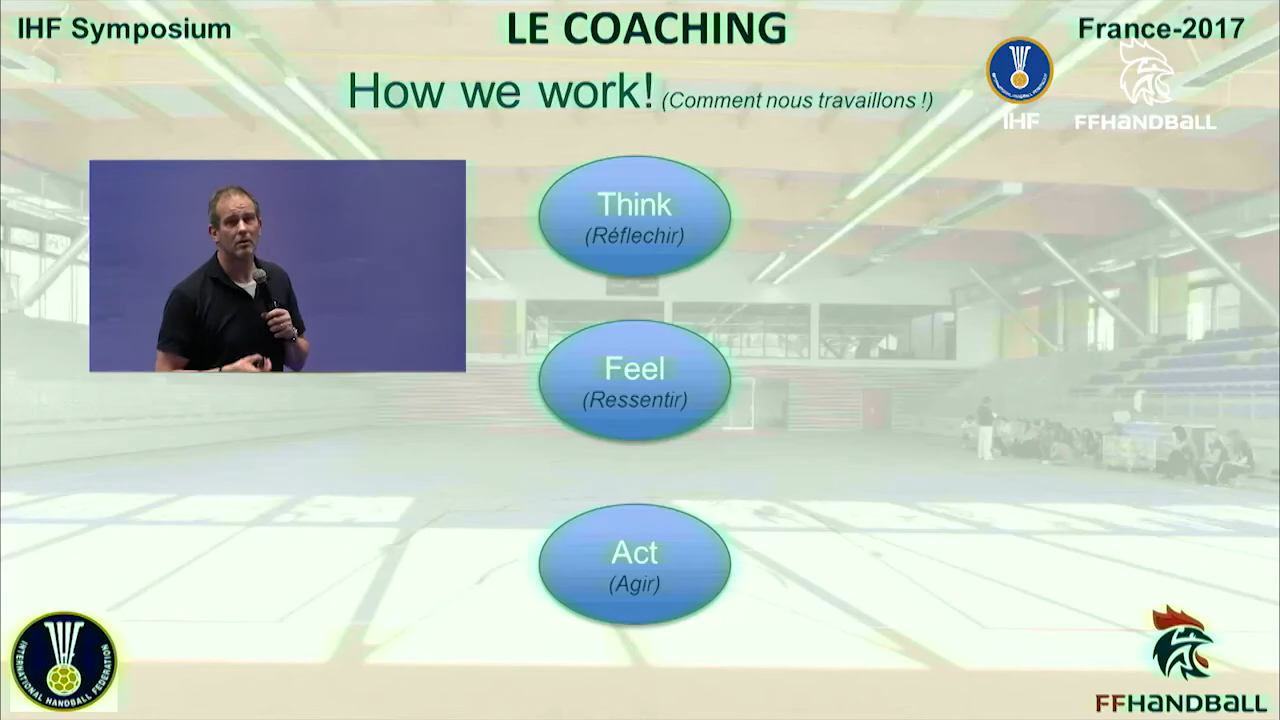 IHF Symposium
LE COACHING
France-2017
How we work! (Comment nous travaillons !)
IHF
FFHANDBALL
Think
(Réflechir)
Feel
(Ressentir)
Act
(Agir)
INTERNATIONAL HANDBALL FEDERATION
FFHANDBALL